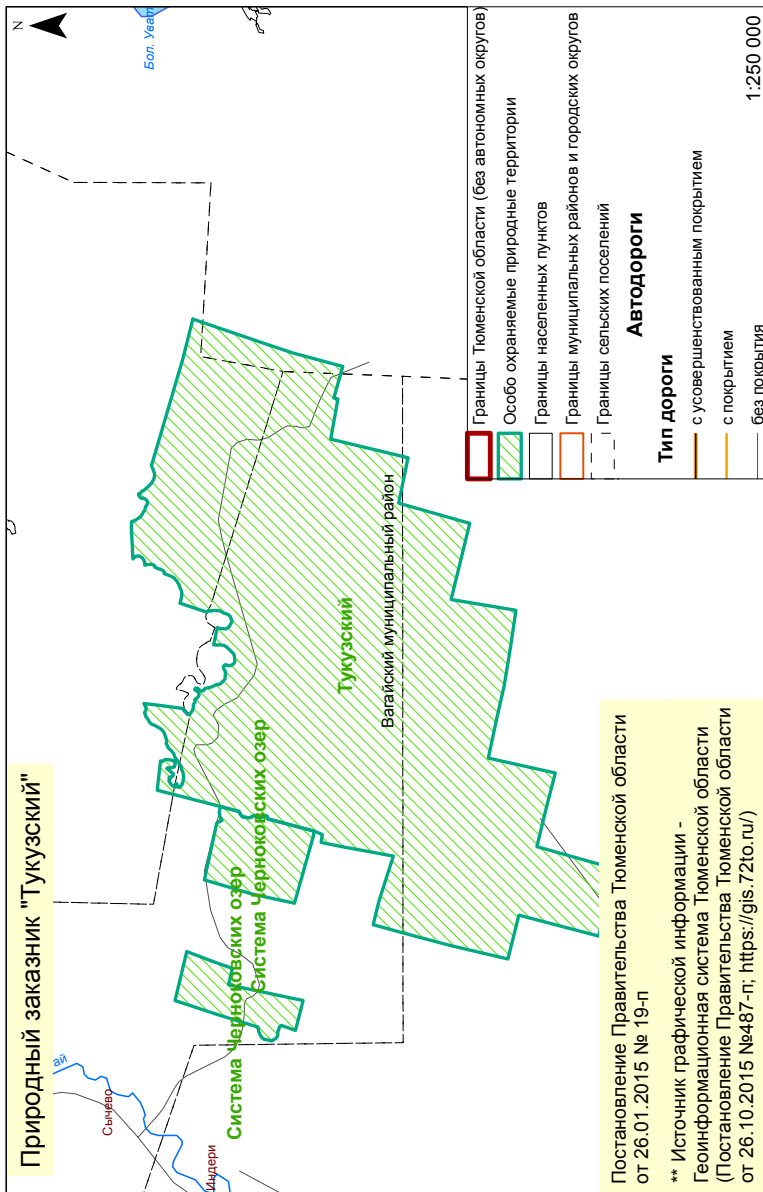 Природный заказник "Тукузский"
N
Бол. Уват
ай
Сычево
Индери
Система Черноковских озер
Система Черноковских озер
Тукузский
Вагайский муниципальный район
Постановление Правительства Тюменской области
от 26.01.2015 № 19-п
** Источник графической информации -
Геоинформационная система Тюменской области
(Постановление Правительства Тюменской области
от 26.10.2015 №487-п; https://gis.72to.ru/)
Границы Тюменской области (без автономных округов)
Особо охраняемые природные территории
Границы населенных пунктов
Границы муниципальных районов и городских округов
Границы сельских поселений
Автодороги
Тип дороги
с усовершенствованным покрытием
с покрытием
без покрытия
1:250 000